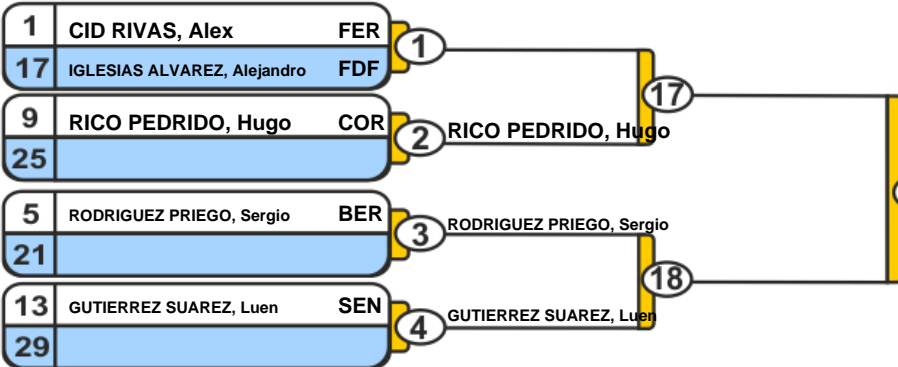 1 CID RIVAS, Alex FER
17 IGLESIAS ALVAREZ, Alejandro FDF
1
17
9 RICO PEDRIDO, Hugo COR
25
2 RICO PEDRIDO, Hugo
5 RODRIGUEZ PRIEGO, Sergio BER
21
3 RODRIGUEZ PRIEGO, Sergio
18
13 GUTIERREZ SUAREZ, Luen SEN
29
4 GUTIERREZ SUAREZ, Luen